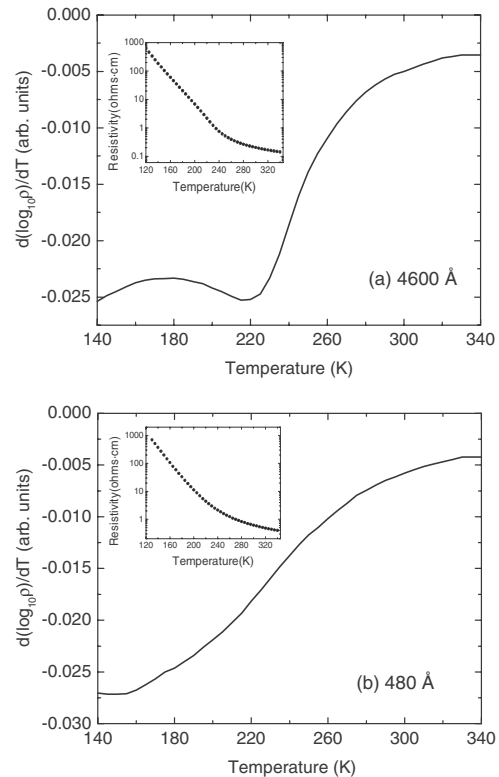 -0.005
-0.010
-0.015
-0.020
-0.025
d(log10ρ)/dT (arb. units)
1000
100
10
1
0.1
Resistivity(ohms·cm)
120 160 200 240 280 320
Temperature(K)
(a) 4600 Å
140 180 220 260 300 340
Temperature (K)
0.000
-0.005
-0.010
-0.015
-0.020
-0.025
-0.030
d(log10ρ)/dT (arb. units)
1000
100
10
1
Resistivity(ohms·cm)
120 160 200 240 280 320
Temperature(K)
(b) 480 Å
140 180 220 260 300 340
Temperature (K)